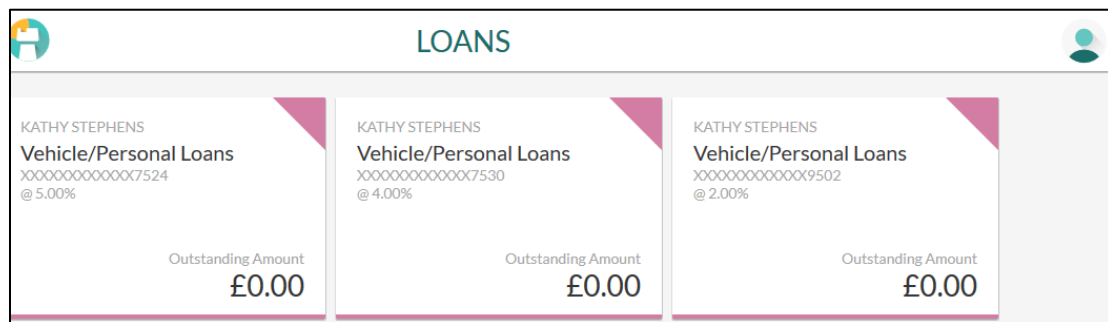 LOANS
KATHY STEPHENS
Vehicle/Personal Loans
XXXXXXXXXXXX7524
@ 5.00%
Outstanding Amount
£0.00
KATHY STEPHENS
Vehicle/Personal Loans
XXXXXXXXXXXX7530
@ 4.00%
Outstanding Amount
£0.00
KATHY STEPHENS
Vehicle/Personal Loans
XXXXXXXXXXXX9502
@ 2.00%
Outstanding Amount
£0.00